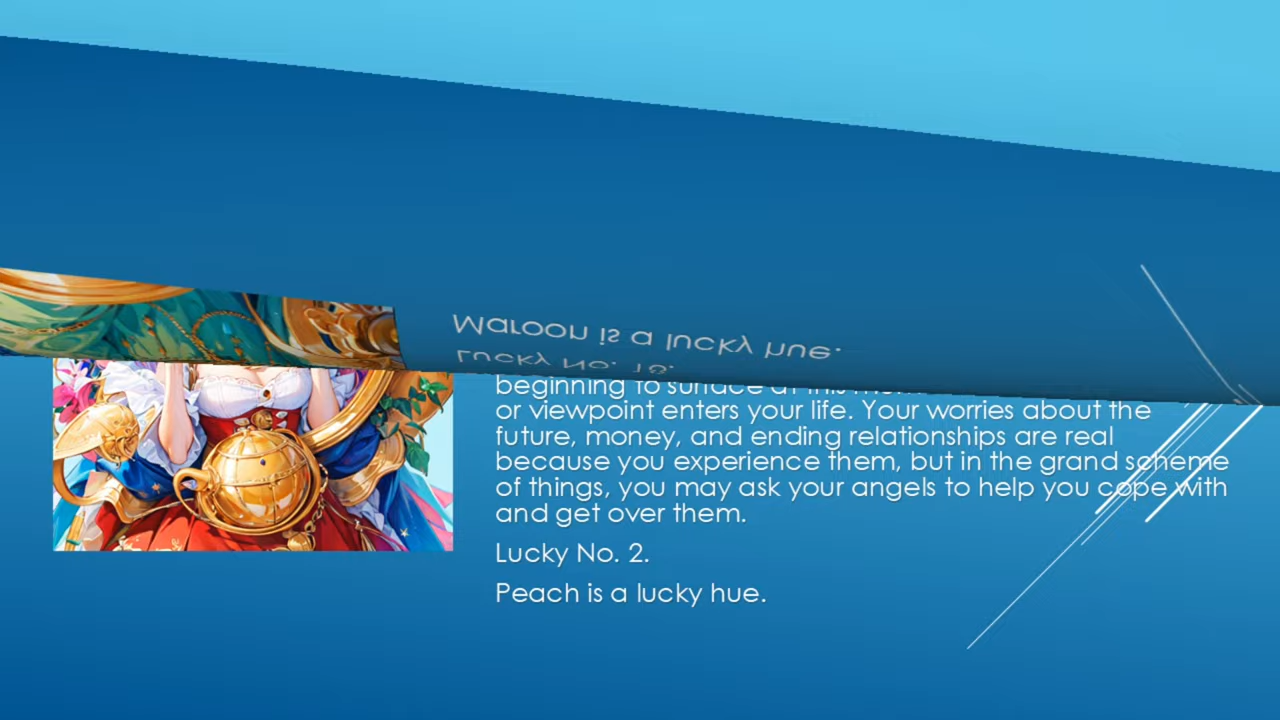 Maroon is a lucky hue.
Lucky No.
beginning to surface at this
or viewpoint enters your life. Your worries about the
future, money, and ending relationships are real
because you experience them, but in the grand scheme
of things, you may ask your angels to help you cope with
and get over them.
Lucky No. 2.
Peach is a lucky hue.